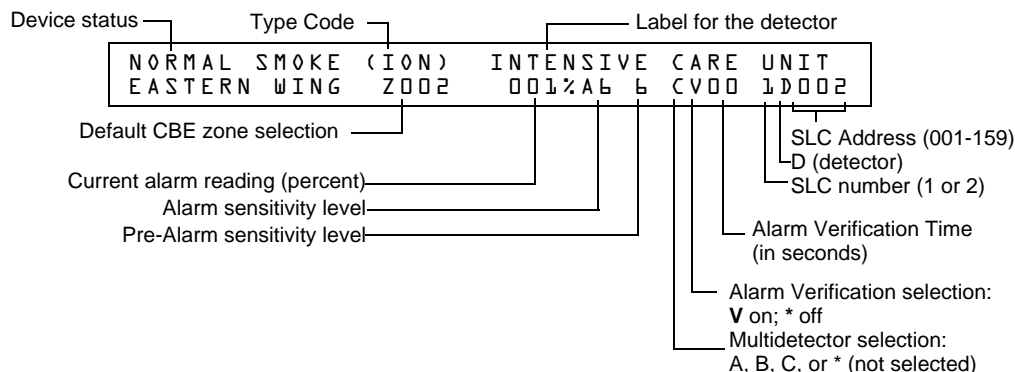 Device status
Type Code
Label for the detector
NORMAL SMOKE (ION) INTENSIVE CARE UNIT
EASTERN WING Z002 001%A6 6 CV00 1D002
Default CBE zone selection
SLC Address (001-159)
D (detector)
SLC number (1 or 2)
Current alarm reading (percent)
Alarm sensitivity level
Pre-Alarm sensitivity level
Alarm Verification Time
(in seconds)
Alarm Verification selection:
V on; * off
Multidetector selection:
A, B, C, or * (not selected)